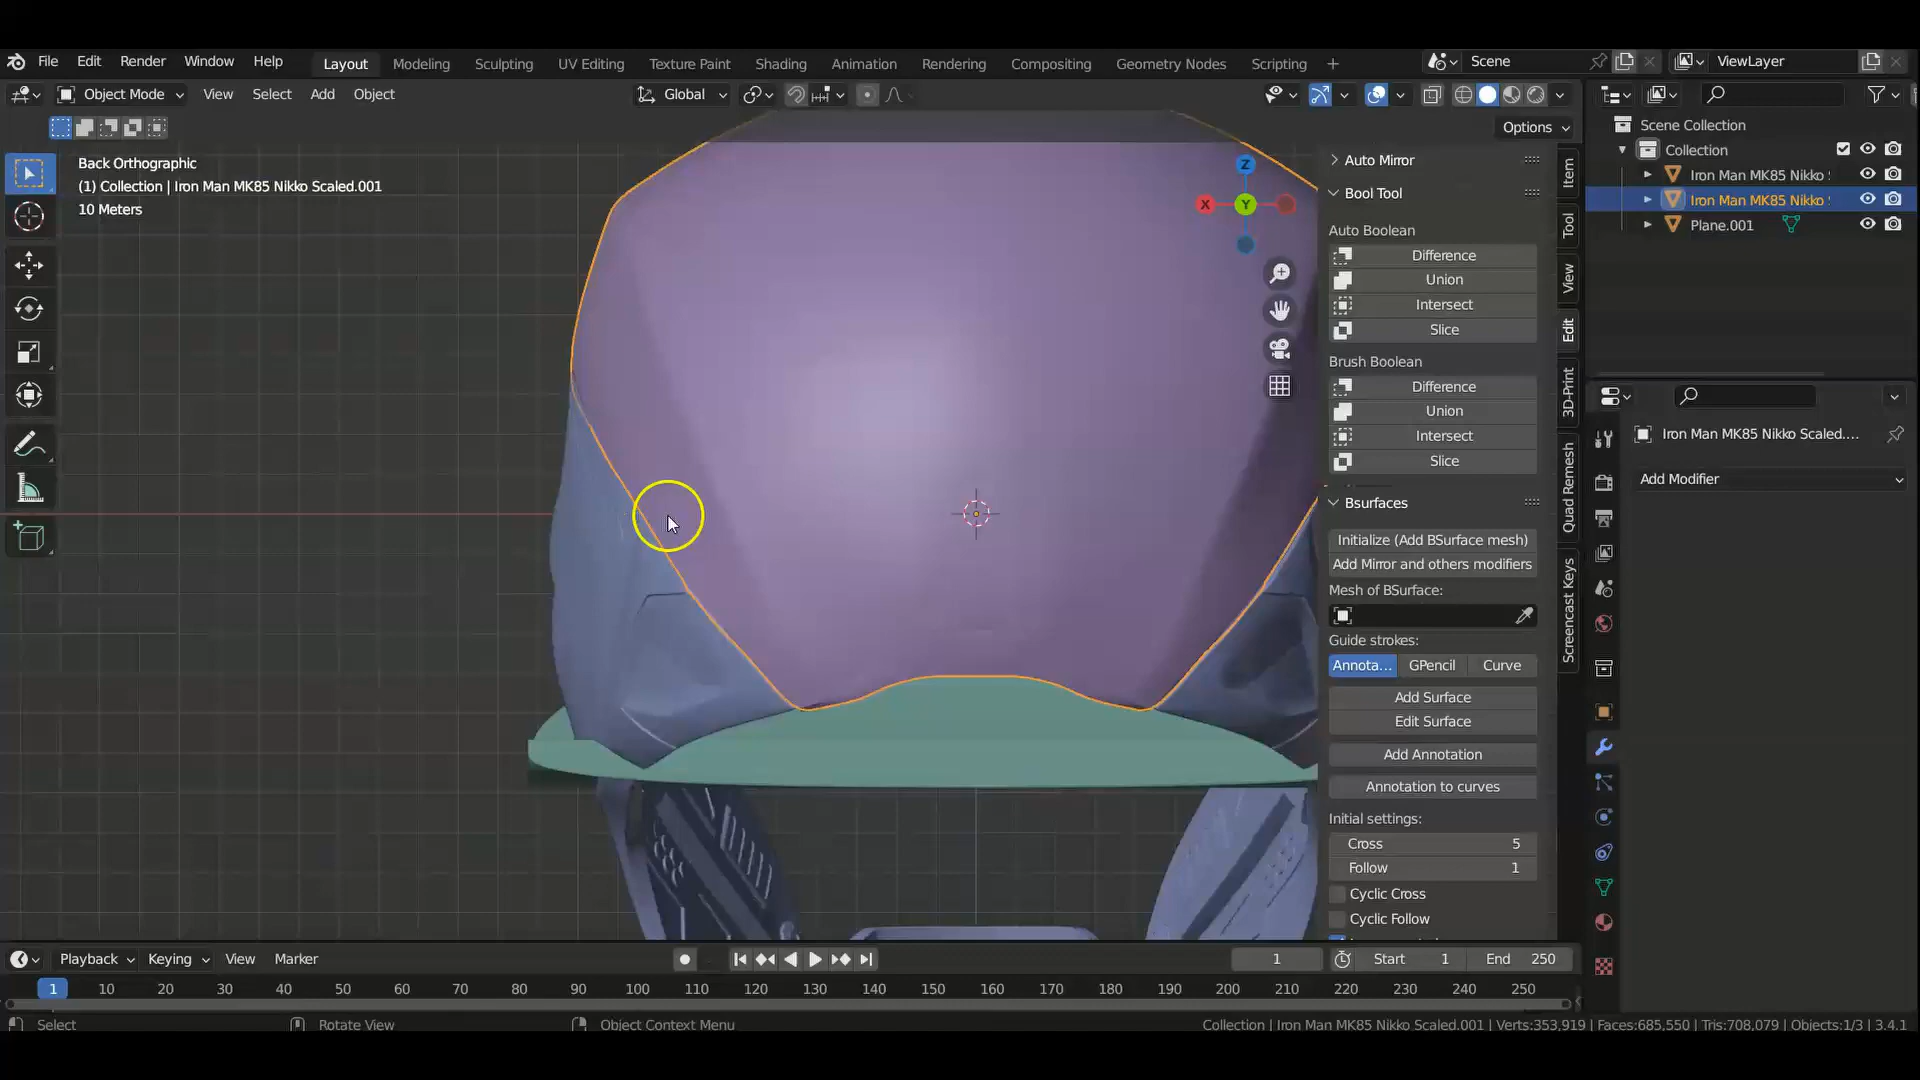 File Edit Render Window Help Layout Modeling Sculpting UV Editing Texture Paint Shading Animation Rendering Compositing Geometry Nodes Scripting + Scene ViewLayer
Object Mode View Select Add Object Global
Options
Back Orthographic
(1) Collection | Iron Man MK85 Nikko Scaled.001
10 Meters
Z
X
Y
Auto Mirror
Bool Tool
Auto Boolean
Difference
Union
Intersect
Slice
Brush Boolean
Difference
Union
Intersect
Slice
Bsurfaces
Initialize (Add BSurface mesh)
Add Mirror and others modifiers
Mesh of BSurface:
Guide strokes:
Annota... GPencil Curve
Add Surface
Edit Surface
Add Annotation
Annotation to curves
Initial settings:
Cross 5
Follow 1
Cyclic Cross
Cyclic Follow
Item
Tool
View
Edit
3D-Print
Quad Remesh
Screencast Keys
Scene Collection
Collection
Iron Man MK85 Nikko
Iron Man MK85 Nikko
Plane.001
Iron Man MK85 Nikko Scaled....
Add Modifier
Playback Keying View Marker 1 Start 1 End 250
1 10 20 30 40 50 60 70 80 90 100 110 120 130 140 150 160 170 180 190 200 210 220 230 240 250
Select Rotate View Object Context Menu Collection | Iron Man MK85 Nikko Scaled.001 | Verts:353,919 | Faces:685,550 | Tris:708,079 | Objects:1/3 | 3.4.1